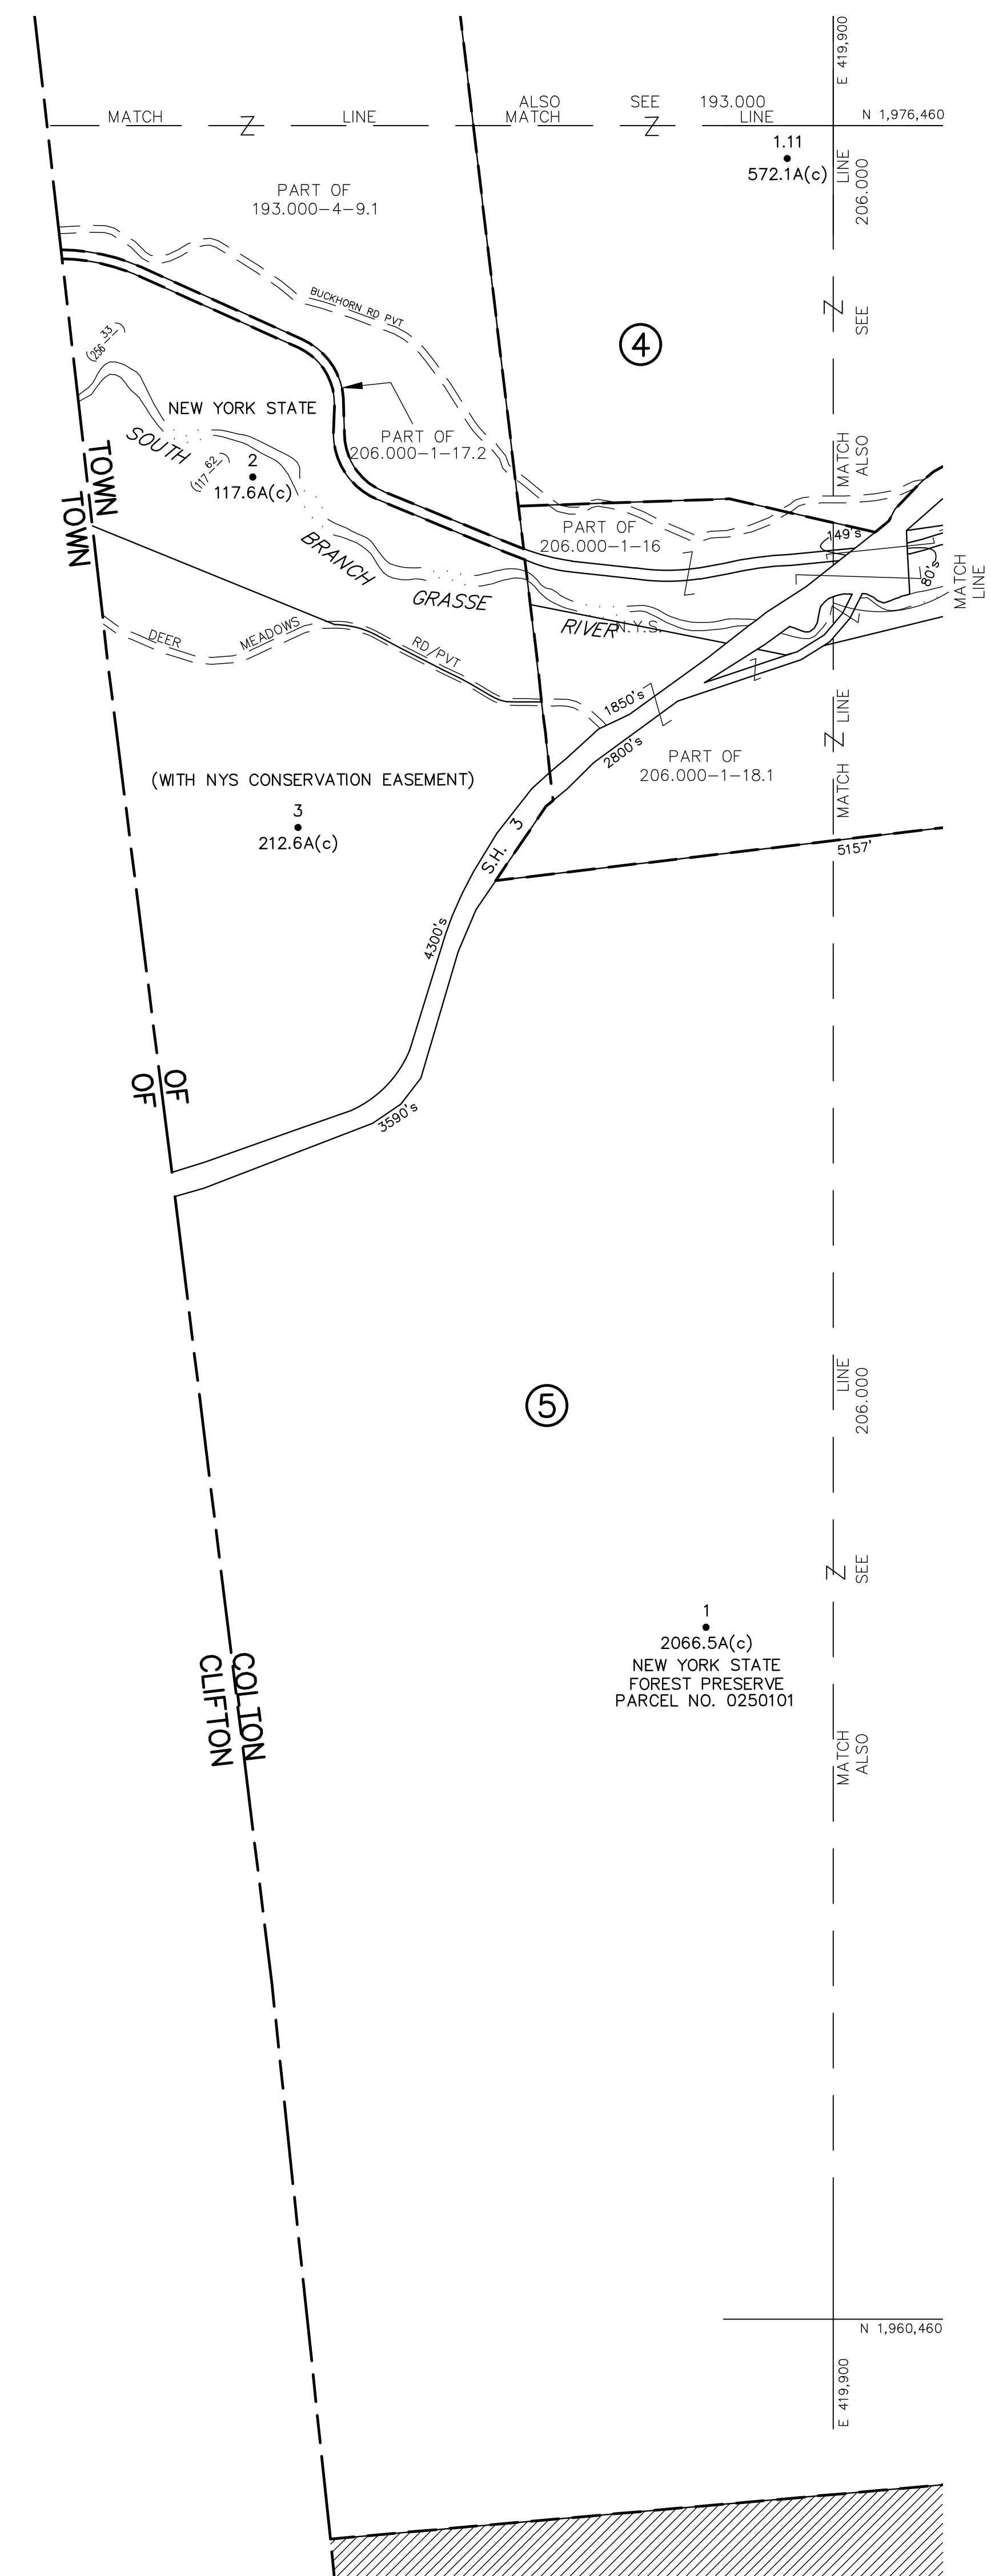 E 419,900
ALSO SEE 193.000
MATCH Z LINE MATCH Z LINE
N 1,976,460
1.11
572.1A(c)
LINE
206.000
PART OF
193.000-4-9.1
BUCKHORN RD PVT
Z
SEE
(256 33)
4
NEW YORK STATE
PART OF
206.000-1-17.2
SOUTH
2
117.6A(c)
(117 62)
TOWN
TOWN
MATCH
ALSO
BRANCH
GRASSE
RIVER
N.Y.S.
PART OF
206.000-1-16
149's
80's
MATCH
LINE
DEER MEADOWS RD/PVT
1850's
2800's
LINE
Z
MATCH
PART OF
206.000-1-18.1
(WITH NYS CONSERVATION EASEMENT)
3
212.6A(c)
S.H. 3
5157'
4300's
3590's
OF
OF
5
LINE
206.000
Z
SEE
1
2066.5A(c)
NEW YORK STATE
FOREST PRESERVE
PARCEL NO. 0250101
COLTON
CLIFTON
MATCH
ALSO
N 1,960,460
E 419,900